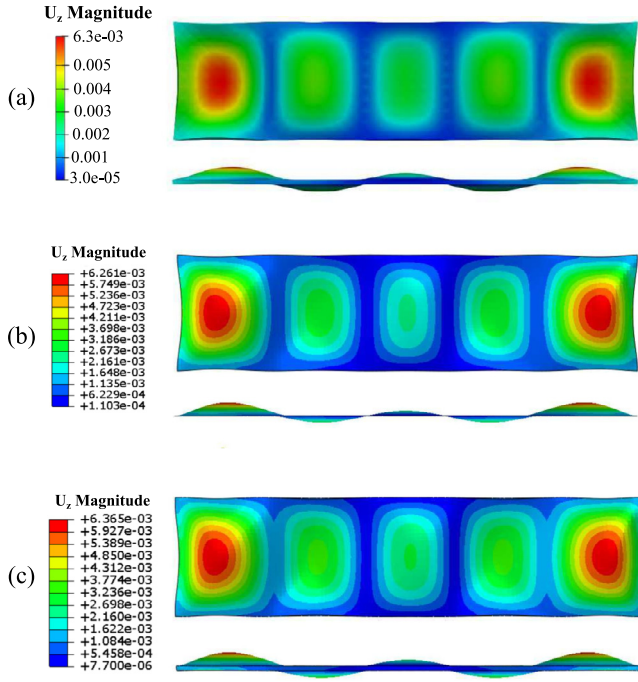 U_z Magnitude
6.3e-03
0.005
0.004
0.002
0.002
0.001
3.0e-05
(a)
U_z Magnitude
+6.261e-03
+5.749e-03
+5.236e-03
+4.723e-03
+4.211e-03
+3.698e-03
+3.186e-03
+2.673e-03
+2.161e-03
+1.648e-03
+1.135e-03
+6.229e-04
+1.103e-04
(b)
U_z Magnitude
+6.365e-03
+5.927e-03
+5.389e-03
+4.850e-03
+4.312e-03
+3.774e-03
+3.236e-03
+2.698e-03
+2.160e-03
+1.622e-03
+1.084e-03
+5.458e-04
+7.700e-06
(c)